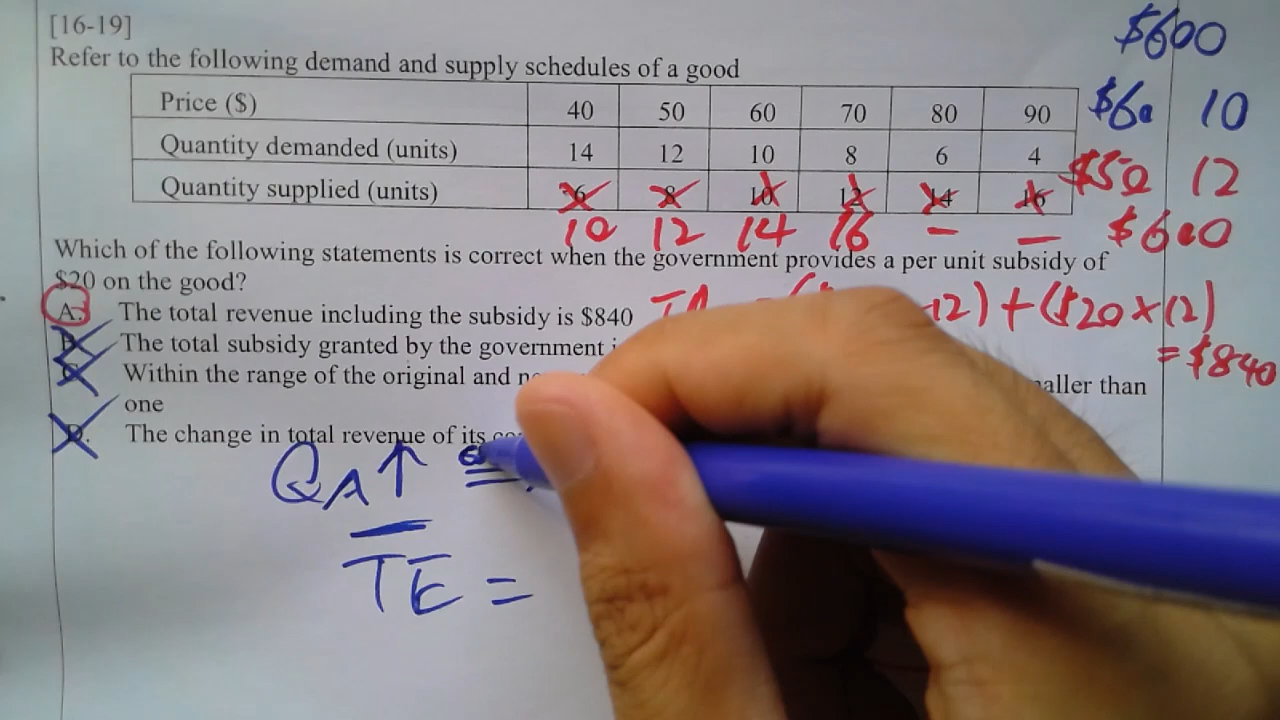 [16-19]
$600
Refer to the following demand and supply schedules of a good
Price ($) 40 50 60 70 80 90
$60 10
Quantity demanded (units) 14 12 10 8 6 4
$50 12
Quantity supplied (units) 6 8 10 12 14 16
10 12 14 16 – –
$600
Which of the following statements is correct when the government provides a per unit subsidy of
$20 on the good?
A. The total revenue including the subsidy is $840
12) + ($20 x 12)
= $840
The total subsidy granted by the government
Within the range of the original and
than
one
D. The change in total revenue of its
QA↑
TE =